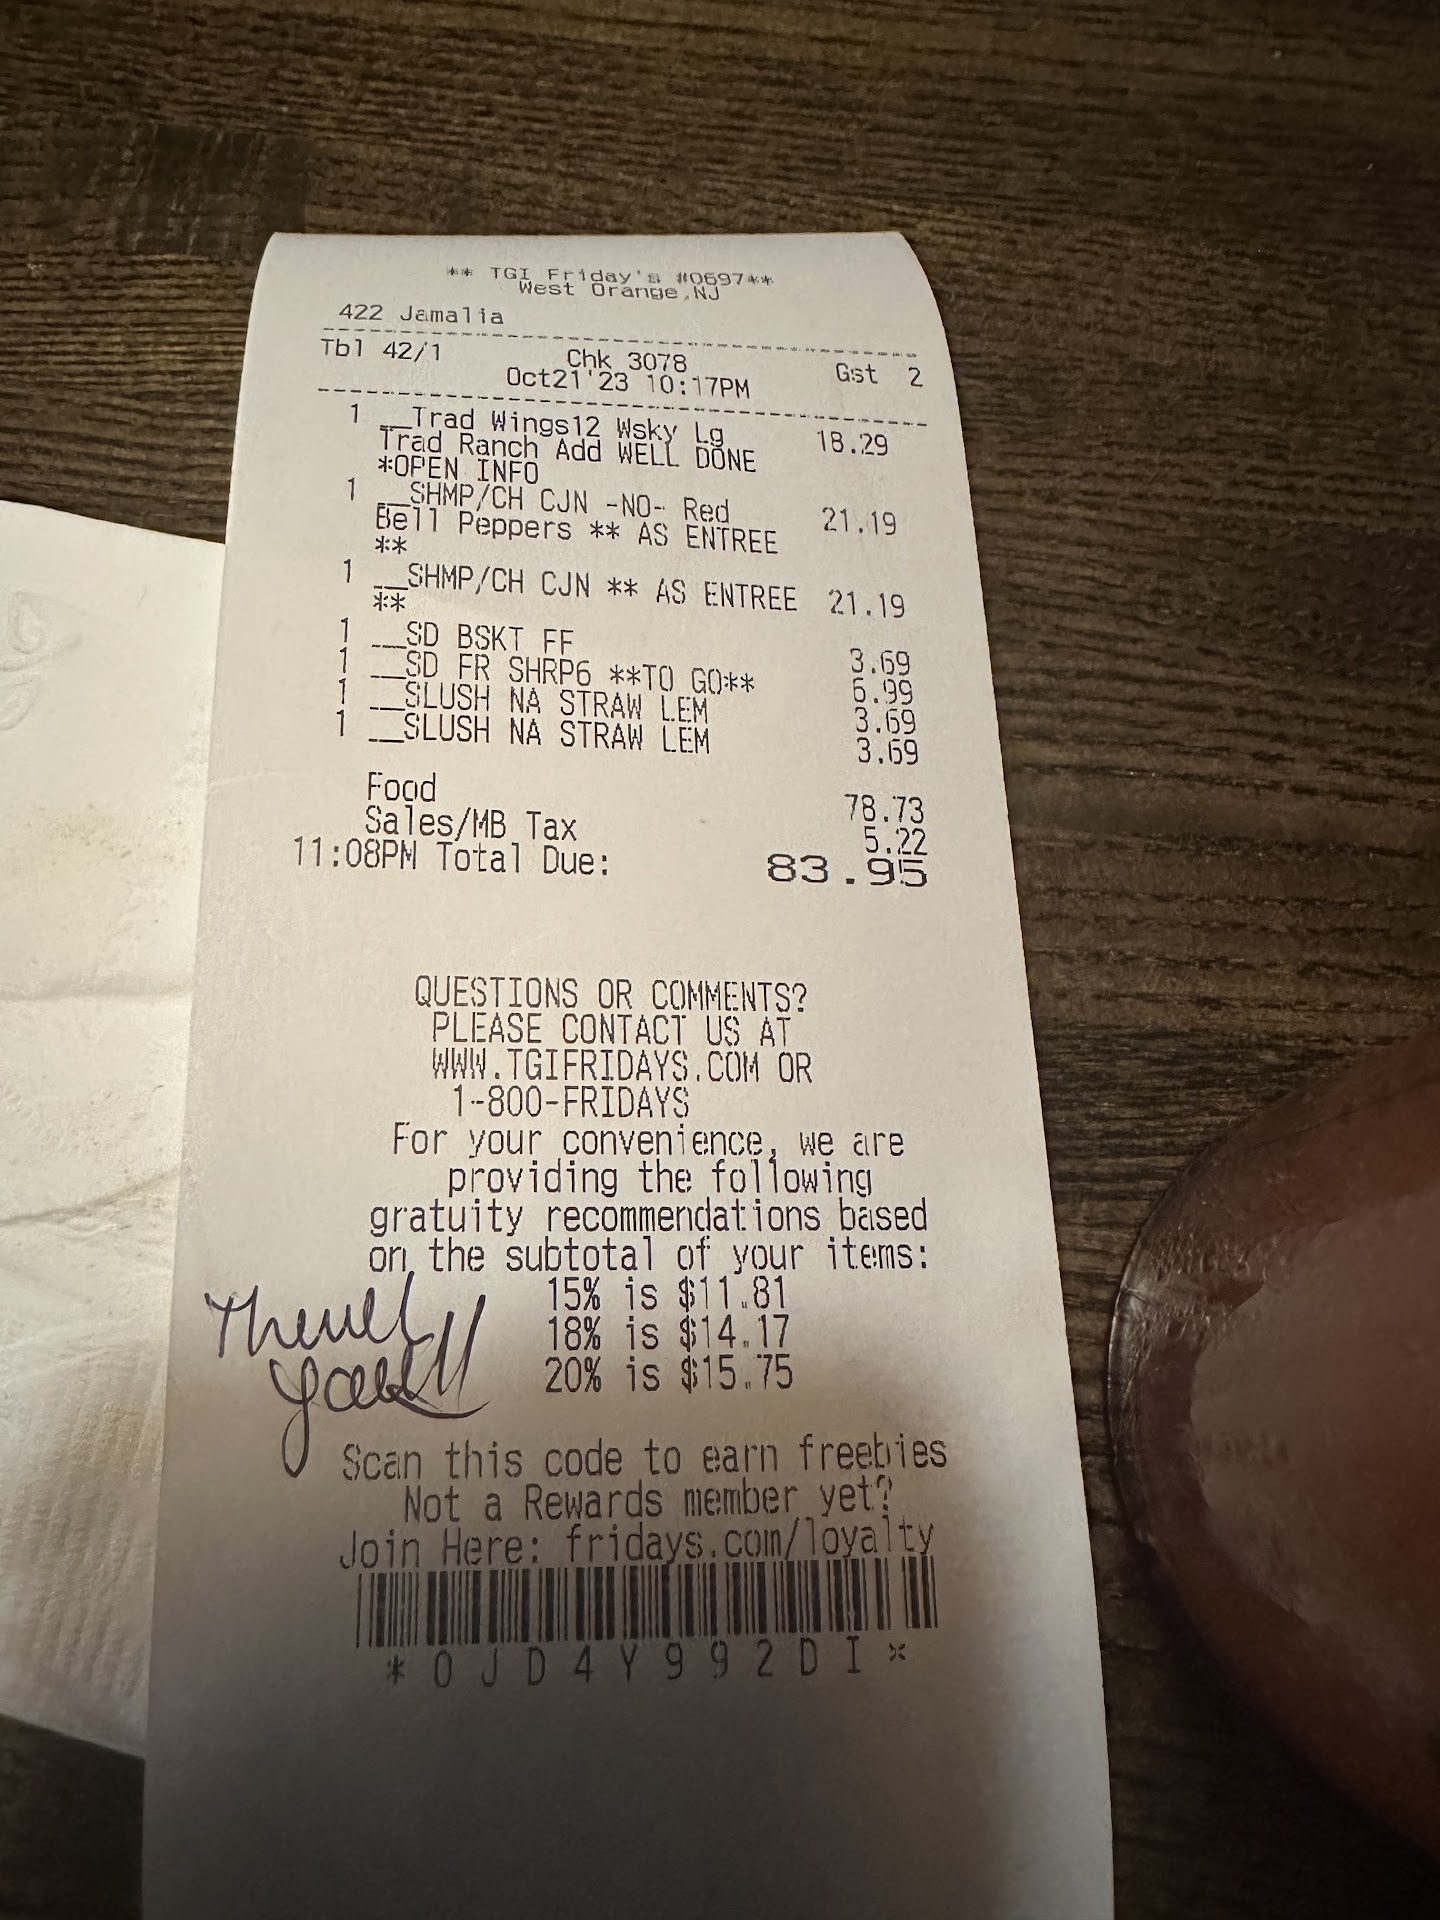 ** TGI Friday's #0697**
West Orange,NJ
422 Jamalia
Tbl 42/1 Chk 3078 Gst 2
Oct21'23 10:17PM
1 __Trad Wings12 Wsky Lg 18.29
Trad Ranch Add WELL DONE
*OPEN INFO
1 __SHMP/CH CJN -NO- Red 21.19
Bell Peppers ** AS ENTREE
**
1 __SHMP/CH CJN ** AS ENTREE 21.19
**
1 __SD BSKT FF 3.69
1 __SD FR SHRP6 **TO GO** 6.99
1 __SLUSH NA STRAW LEM 3.69
1 __SLUSH NA STRAW LEM 3.69
Food 78.73
Sales/MB Tax 5.22
11:08PM Total Due: 83.95
QUESTIONS OR COMMENTS?
PLEASE CONTACT US AT
WWW.TGIFRIDAYS.COM OR
1-800-FRIDAYS
For your convenience, we are
providing the following
gratuity recommendations based
on the subtotal of your items:
15% is $11.81
18% is $14.17
20% is $15.75
Scan this code to earn freebies
Not a Rewards member yet?
Join Here: fridays.com/loyalty
*0JD4Y992DI*